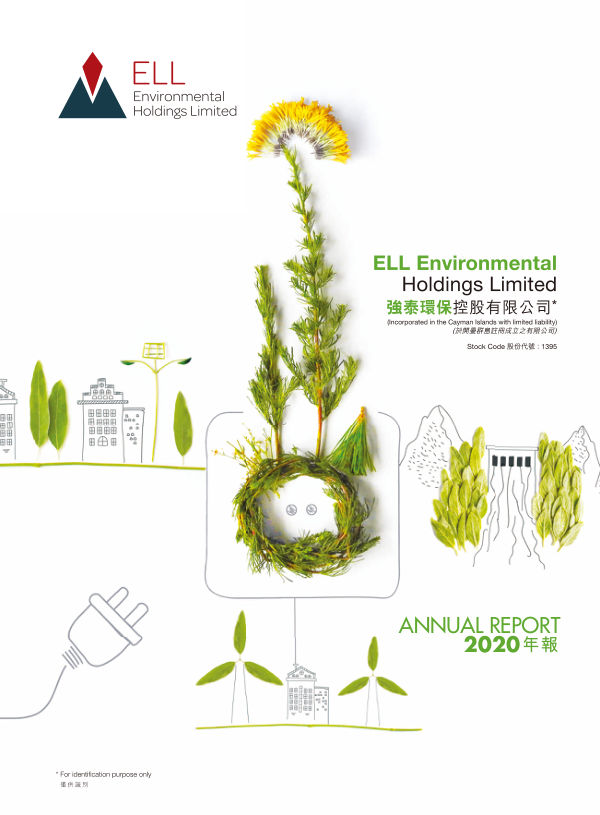 ELL
Environmental
Holdings Limited
ELL Environmental
Holdings Limited
強泰環保控股有限公司*
(Incorporated in the Cayman Islands with limited liability)
(於開曼群島註冊成立之有限公司)
Stock Code 股份代號：1395
ANNUAL REPORT
2020年報
* For identification purpose only
僅供識別